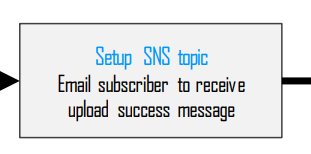 Setup SNS topic
Email subscriber to receive
upload success message